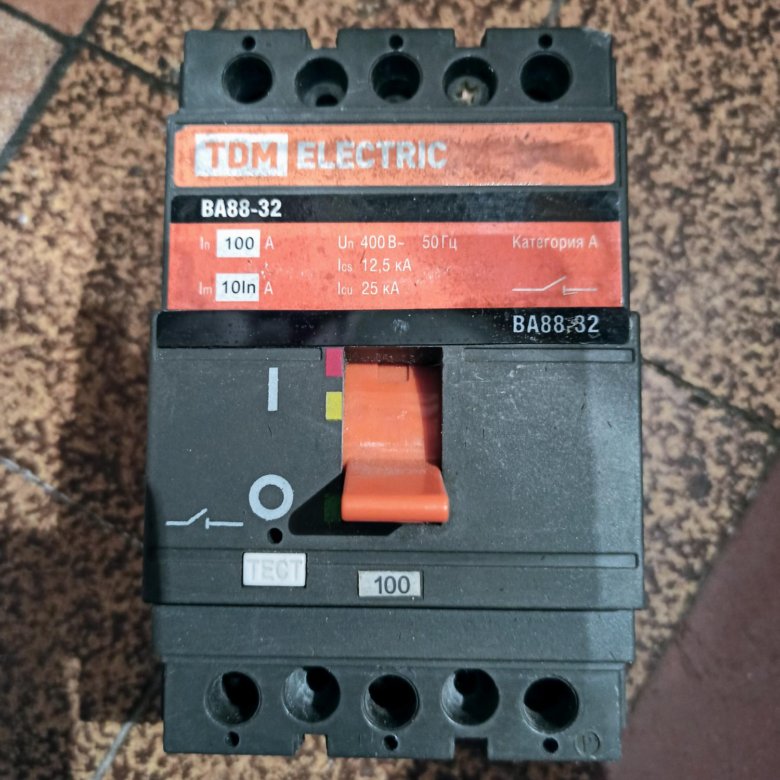 TDM ELECTRIC
ВА88-32
In 100 А Uп 400 В~ 50 Гц Категория А
Ics 12,5 кА
Im 10In А Icu 25 кА
ВА88-32
I
O
ТЕСТ
100